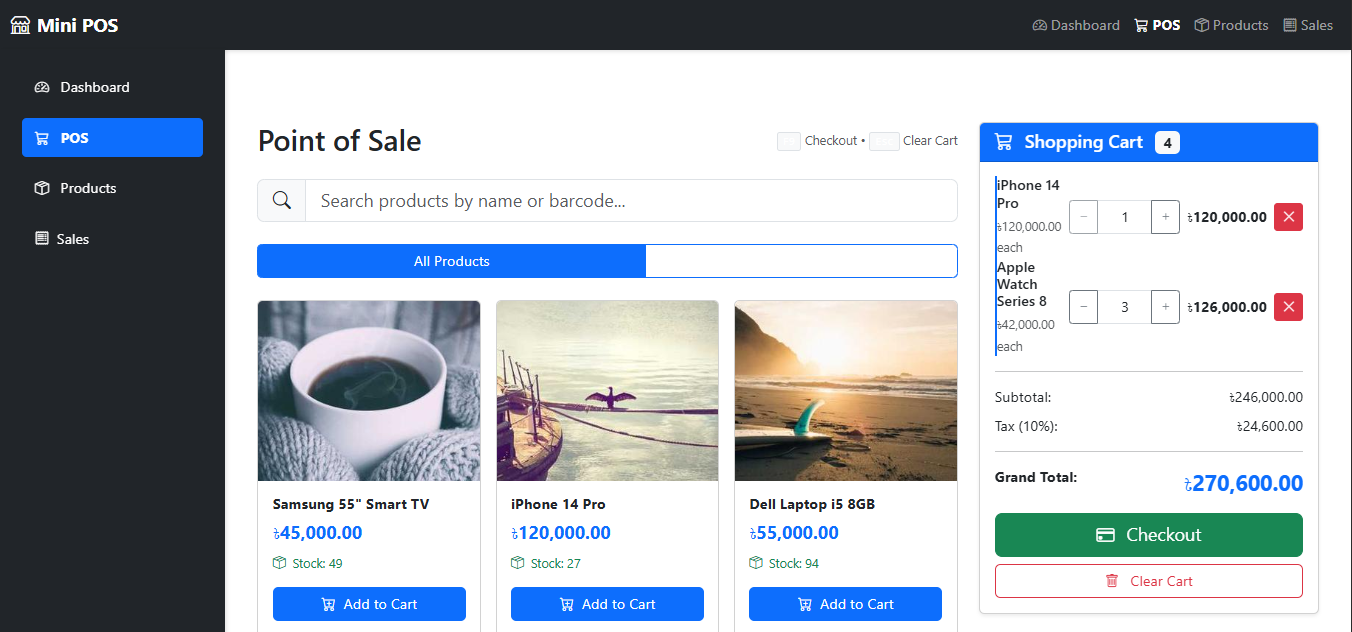 Mini POS
Dashboard
POS
Products
Sales
Dashboard
POS
Products
Sales
Point of Sale
Checkout •
Clear Cart
Search products by name or barcode...
All Products
Samsung 55" Smart TV
৳45,000.00
Stock: 49
Add to Cart
iPhone 14 Pro
৳120,000.00
Stock: 27
Add to Cart
Dell Laptop i5 8GB
৳55,000.00
Stock: 94
Add to Cart
Shopping Cart 4
iPhone 14
Pro
৳120,000.00
each
− 1 + ৳120,000.00
Apple
Watch
Series 8
৳42,000.00
each
− 3 + ৳126,000.00
Subtotal: ৳246,000.00
Tax (10%): ৳24,600.00
Grand Total: ৳270,600.00
Checkout
Clear Cart